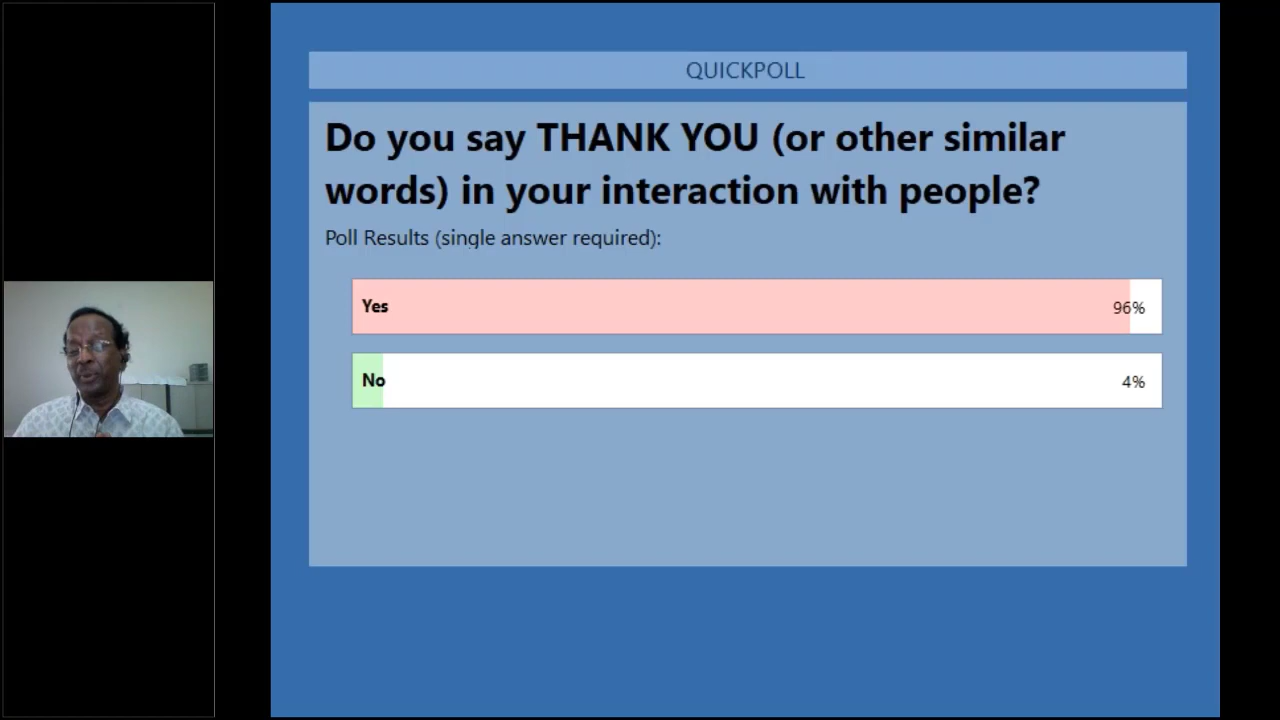 QUICKPOLL
Do you say THANK YOU (or other similar
words) in your interaction with people?
Poll Results (single answer required):
Yes 96%
No 4%